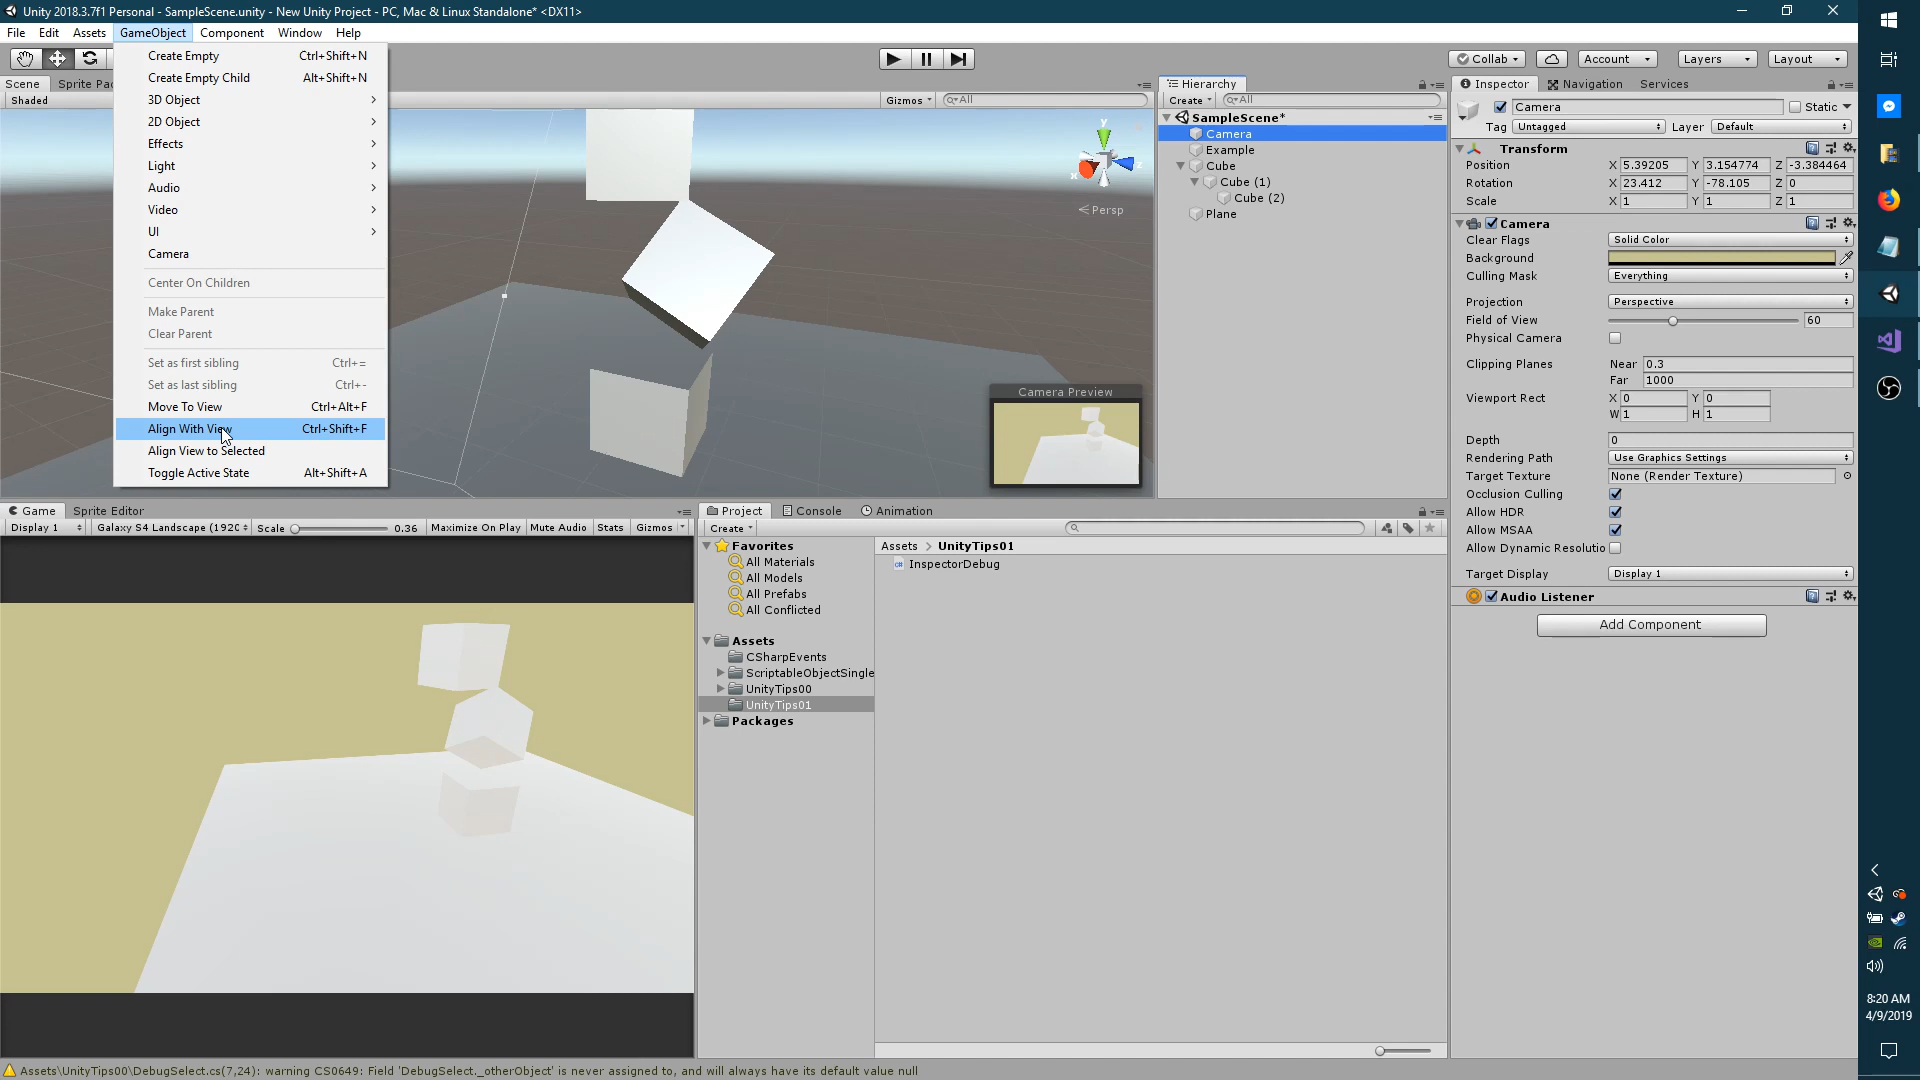 Unity 2018.3.7f1 Personal - SampleScene.unity - New Unity Project - PC, Mac & Linux Standalone* <DX11>
File Edit Assets GameObject Component Window Help
Collab Account Layers Layout
Create Empty Ctrl+Shift+N
Create Empty Child Alt+Shift+N
3D Object
2D Object
Effects
Light
Audio
Video
UI
Camera
Center On Children
Make Parent
Clear Parent
Set as first sibling Ctrl+=
Set as last sibling Ctrl+-
Move To View Ctrl+Alt+F
Align With View Ctrl+Shift+F
Align View to Selected
Toggle Active State Alt+Shift+A
Scene Sprite Pac
Shaded
Gizmos All
y
x
z
Persp
Camera Preview
Hierarchy
Create All
SampleScene*
Camera
Example
Cube
Cube (1)
Cube (2)
Plane
Inspector Navigation Services
Camera Static
Tag Untagged Layer Default
Transform
Position X 5.39205 Y 3.154774 Z -3.384464
Rotation X 23.412 Y -78.105 Z 0
Scale X 1 Y 1 Z 1
Camera
Clear Flags Solid Color
Background
Culling Mask Everything
Projection Perspective
Field of View 60
Physical Camera
Clipping Planes Near 0.3
Far 1000
Viewport Rect X 0 Y 0
W 1 H 1
Depth 0
Rendering Path Use Graphics Settings
Target Texture None (Render Texture)
Occlusion Culling
Allow HDR
Allow MSAA
Allow Dynamic Resolutio
Target Display Display 1
Audio Listener
Add Component
Game Sprite Editor
Display 1 Galaxy S4 Landscape (192C Scale 0.36 Maximize On Play Mute Audio Stats Gizmos
Project Console Animation
Create
Favorites
All Materials
All Models
All Prefabs
All Conflicted
Assets
CSharpEvents
ScriptableObjectSingle
UnityTips00
UnityTips01
Packages
Assets > UnityTips01
InspectorDebug
8:20 AM
4/9/2019
Assets\UnityTips00\DebugSelect.cs(7,24): warning CS0649: Field 'DebugSelect._otherObject' is never assigned to, and will always have its default value null